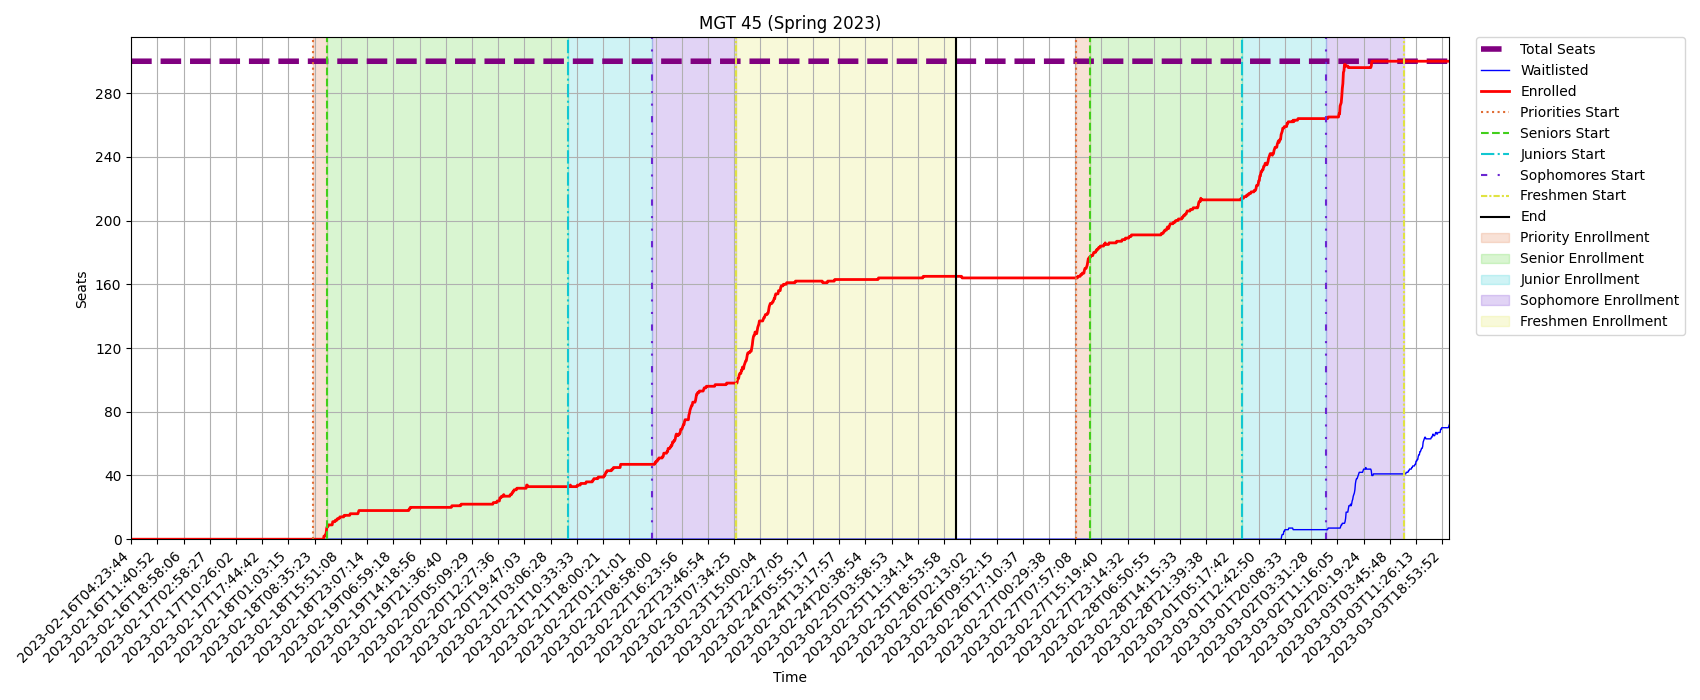 MGT 45 (Spring 2023)
Seats
280
240
200
160
120
80
40
0
2023-02-16T04:23:44
2023-02-16T11:40:52
2023-02-16T18:58:06
2023-02-17T02:58:27
2023-02-17T10:26:02
2023-02-17T17:44:42
2023-02-18T01:03:15
2023-02-18T08:35:23
2023-02-18T15:51:08
2023-02-18T23:07:14
2023-02-19T06:59:18
2023-02-19T14:18:56
2023-02-19T21:36:40
2023-02-20T05:09:29
2023-02-20T12:27:36
2023-02-20T19:47:03
2023-02-21T03:06:28
2023-02-21T10:33:33
2023-02-21T18:00:21
2023-02-22T01:21:01
2023-02-22T08:58:00
2023-02-22T16:23:56
2023-02-22T23:46:54
2023-02-23T07:34:25
2023-02-23T15:00:04
2023-02-23T22:27:05
2023-02-24T05:55:17
2023-02-24T13:17:57
2023-02-24T20:38:54
2023-02-25T03:58:53
2023-02-25T11:34:14
2023-02-25T18:53:58
2023-02-26T02:13:02
2023-02-26T09:52:15
2023-02-26T17:10:37
2023-02-27T00:29:38
2023-02-27T07:57:08
2023-02-27T15:19:40
2023-02-27T23:14:32
2023-02-28T06:50:55
2023-02-28T14:15:33
2023-02-28T21:39:38
2023-03-01T05:17:42
2023-03-01T12:42:50
2023-03-01T20:08:33
2023-03-02T03:31:28
2023-03-02T11:16:05
2023-03-02T20:19:24
2023-03-03T03:45:48
2023-03-03T11:26:13
2023-03-03T18:53:52
Time
Total Seats
Waitlisted
Enrolled
Priorities Start
Seniors Start
Juniors Start
Sophomores Start
Freshmen Start
End
Priority Enrollment
Senior Enrollment
Junior Enrollment
Sophomore Enrollment
Freshmen Enrollment